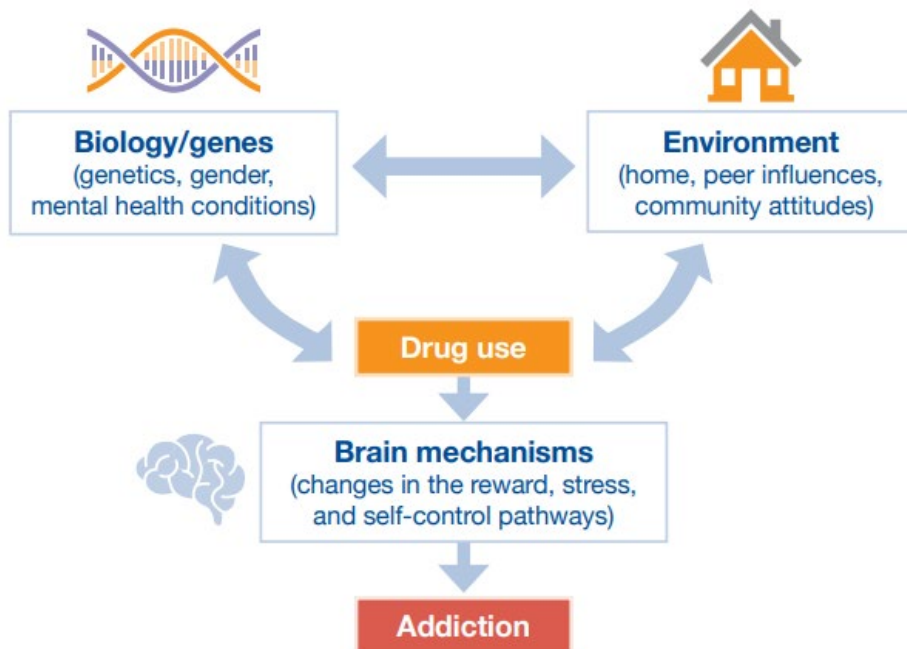 Biology/genes
(genetics, gender,
mental health conditions)
Environment
(home, peer influences,
community attitudes)
Drug use
Brain mechanisms
(changes in the reward, stress,
and self-control pathways)
Addiction